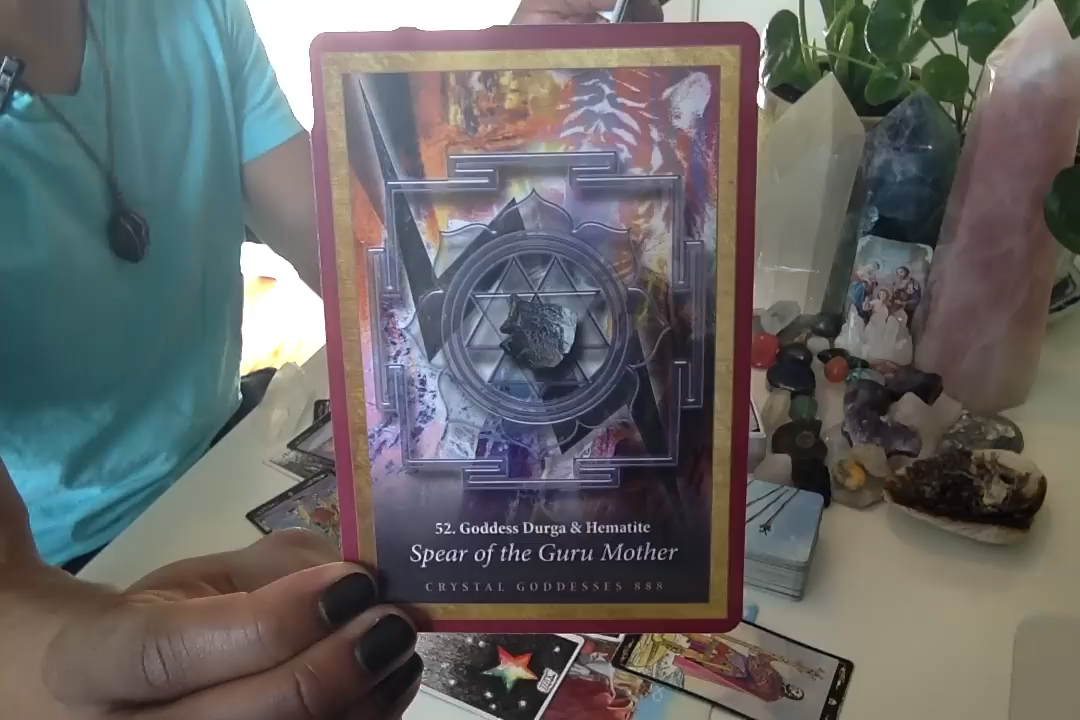 52. Goddess Durga & Hematite
Spear of the Guru Mother
CRYSTAL GODDESSES 888